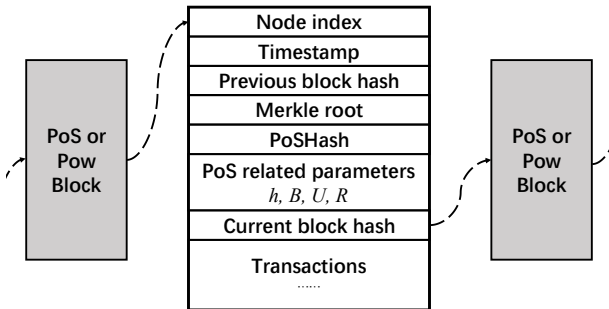 PoS or
Pow
Block
Node index
Timestamp
Previous block hash
Merkle root
PoSHash
PoS related parameters
h, B, U, R
Current block hash
Transactions
......
PoS or
Pow
Block